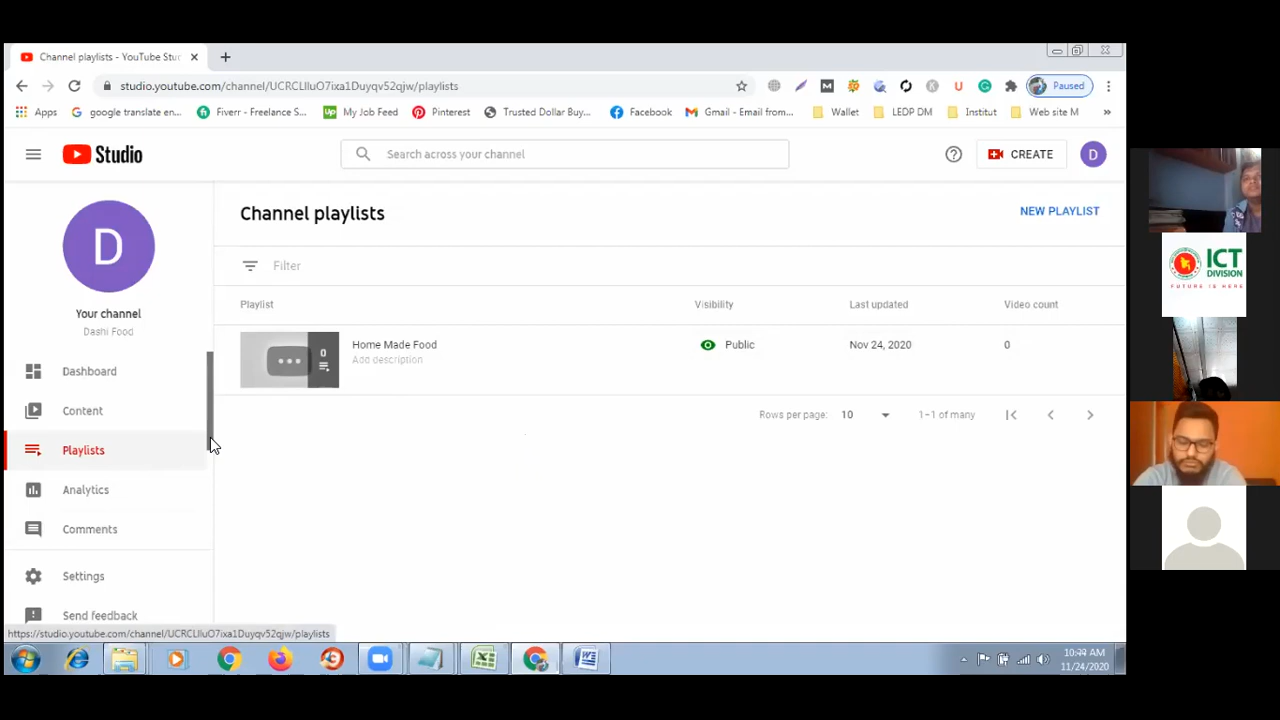 Channel playlists - YouTube Stu
studio.youtube.com/channel/UCRCLIluO7ixa1Duyqv52qjw/playlists
Paused
Apps
google translate en...
Fiverr - Freelance S...
My Job Feed
Pinterest
Trusted Dollar Buy...
Facebook
Gmail - Email from...
Wallet
LEDP DM
Institut
Web site M
Studio
Search across your channel
CREATE
D
D
Your channel
Dashi Food
Dashboard
Content
Playlists
Analytics
Comments
Settings
Send feedback
Channel playlists
NEW PLAYLIST
Filter
Playlist
Visibility
Last updated
Video count
0
Home Made Food
Add description
Public
Nov 24, 2020
0
Rows per page: 10
1–1 of many
https://studio.youtube.com/channel/UCRCLIluO7ixa1Duyqv52qjw/playlists
10:44 AM
11/24/2020
ICT
DIVISION
FUTURE IS HERE